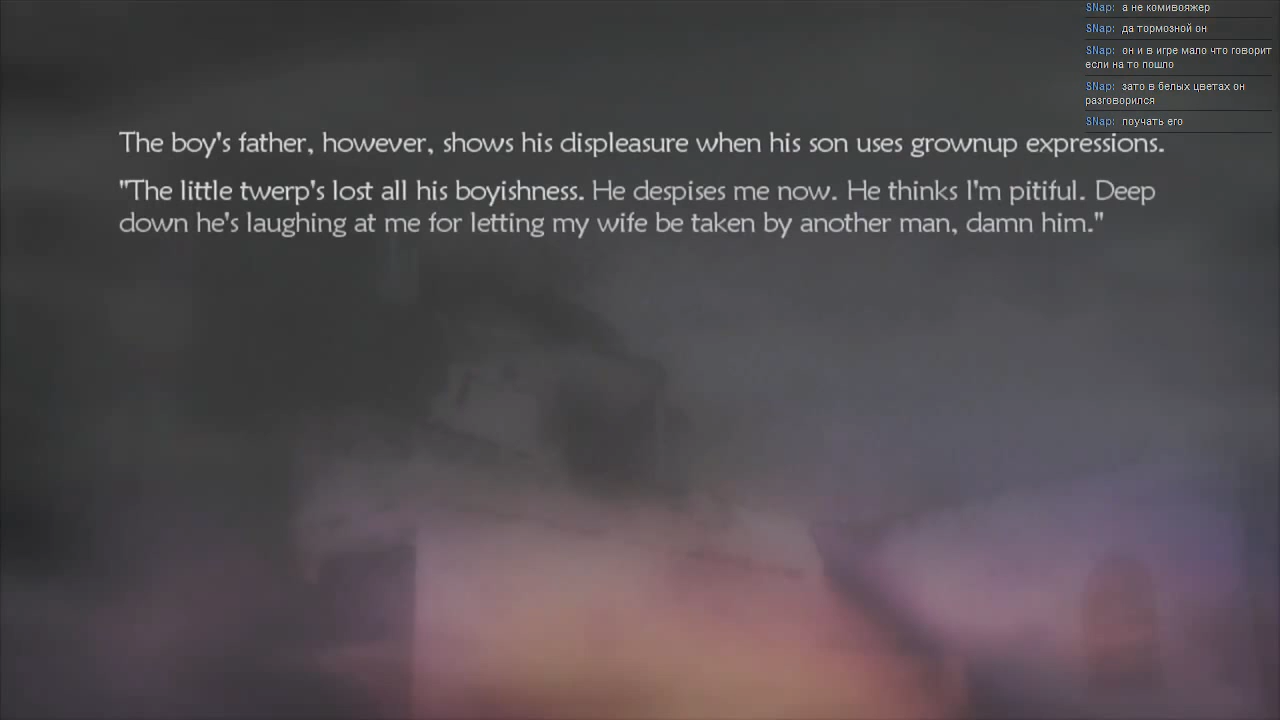 SNap: а не комивояжер
SNap: да тормозной он
SNap: он и в игре мало что говорит
если на то пошло
SNap: зато в белых цветах он
разговорился
SNap: поучать его
The boy's father, however, shows his displeasure when his son uses grownup expressions.
"The little twerp's lost all his boyishness. He despises me now. He thinks I'm pitiful. Deep
down he's laughing at me for letting my wife be taken by another man, damn him."